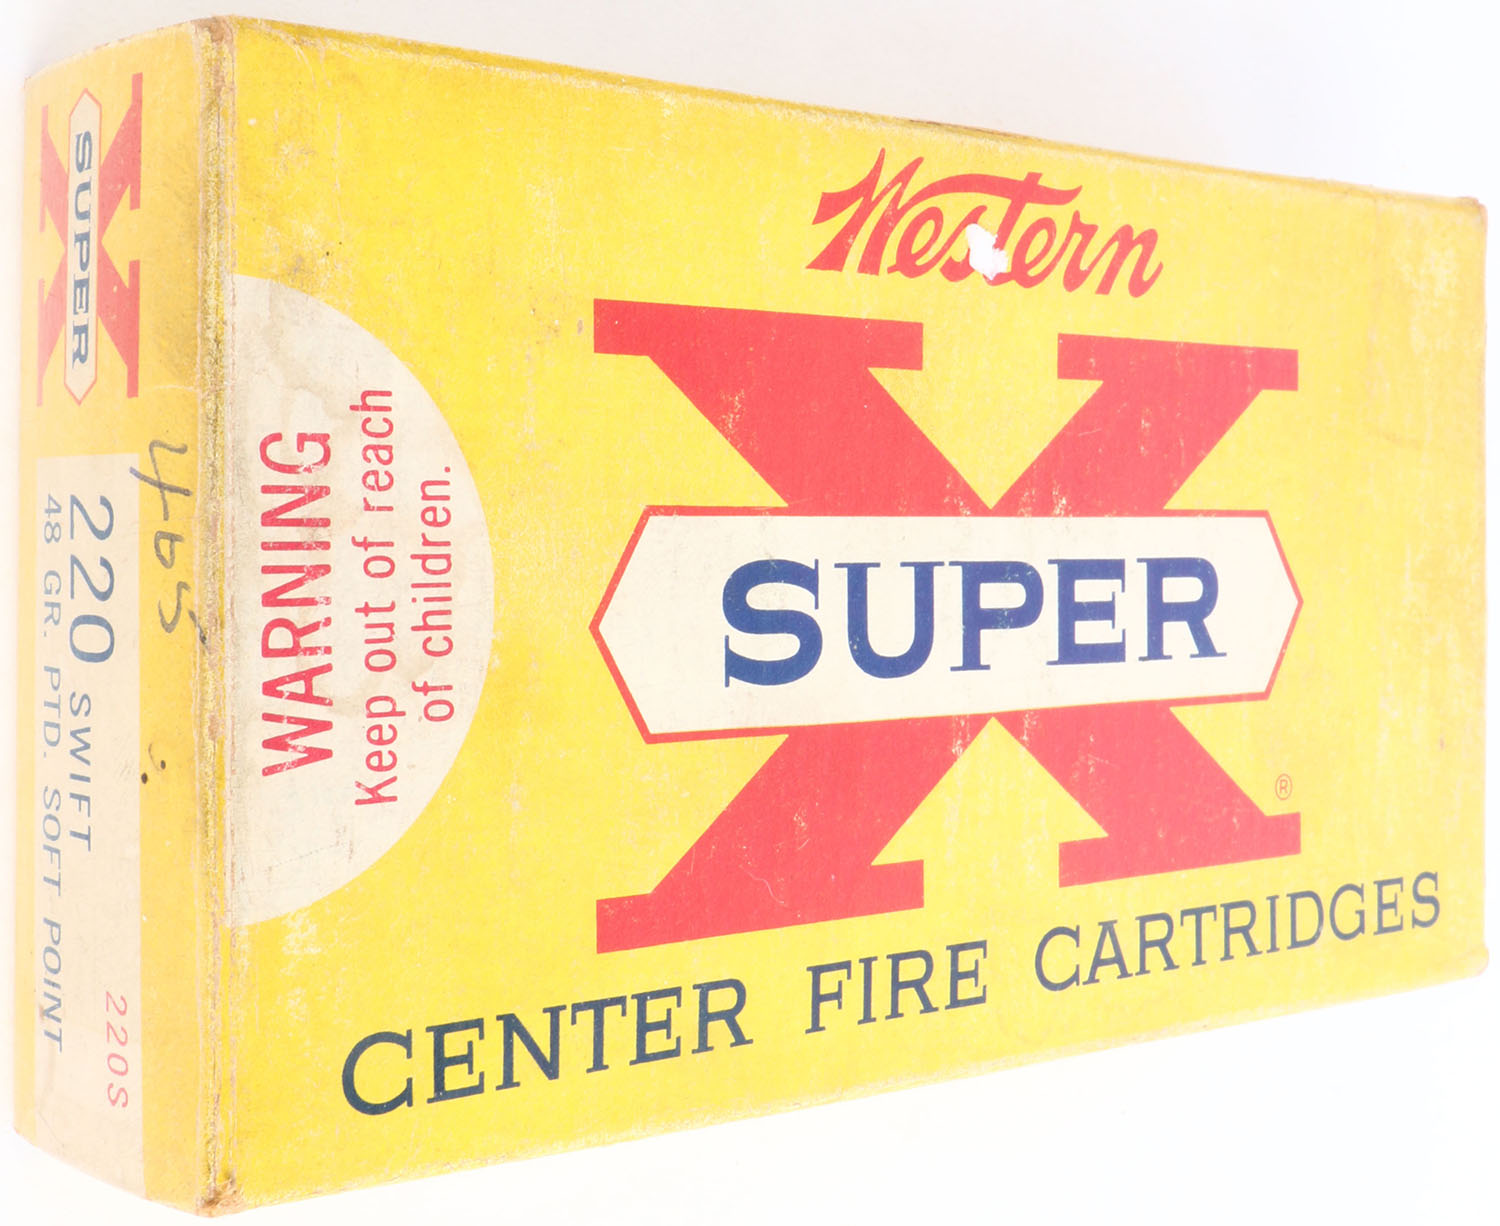 Western
X
SUPER
®
CENTER FIRE CARTRIDGES
WARNING
Keep out of reach
of children.
X
SUPER
465
220 SWIFT
48 GR. PTD. SOFT POINT
220S